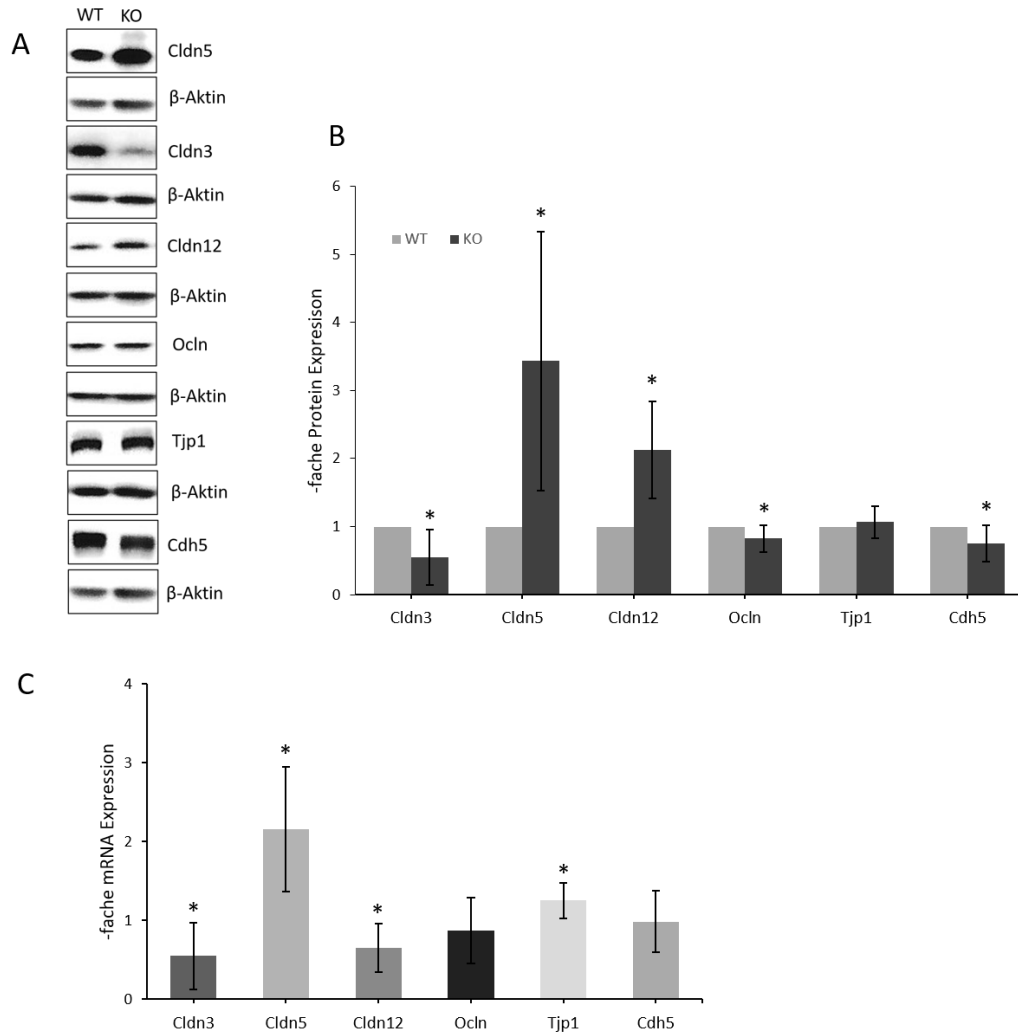 WT KO
A
Cldn5
β-Aktin
Cldn3
β-Aktin
Cldn12
β-Aktin
Ocln
β-Aktin
Tjp1
β-Aktin
Cdh5
β-Aktin
B
-fache Protein Expresison
6
5
4
3
2
1
0
WT KO
*
*
*
*
*
Cldn3 Cldn5 Cldn12 Ocln Tjp1 Cdh5
C
-fache mRNA Expression
4
3
2
1
0
*
*
*
*
Cldn3 Cldn5 Cldn12 Ocln Tjp1 Cdh5